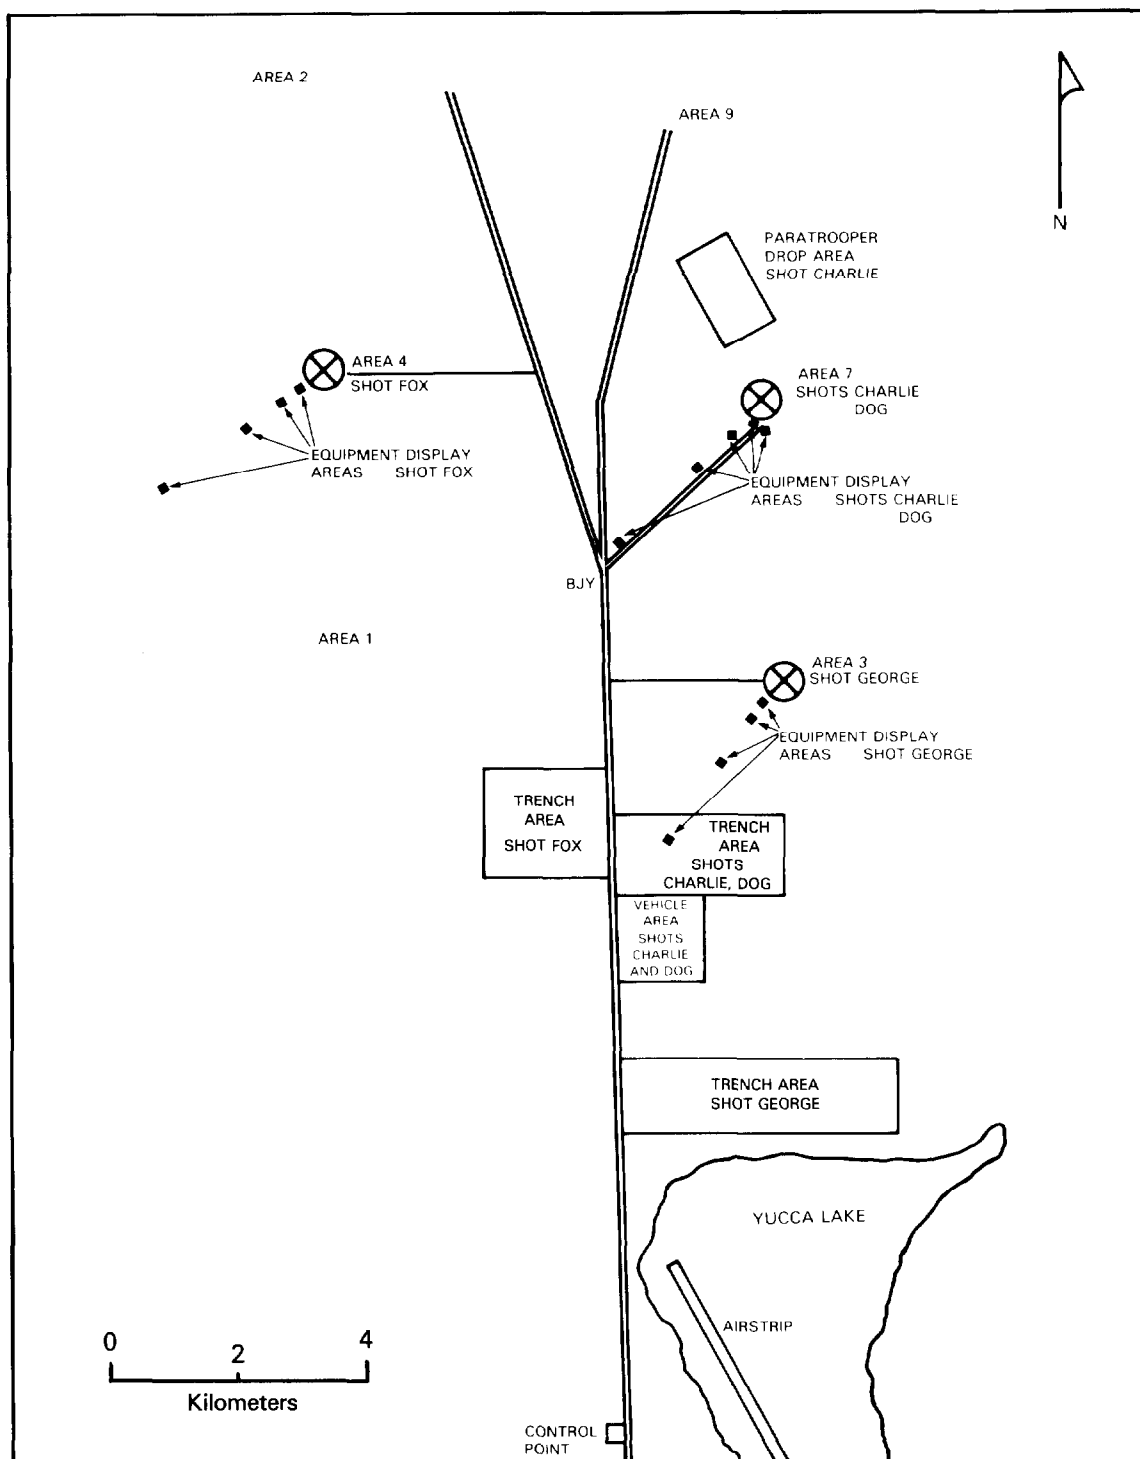 AREA 2
AREA 9
N
PARATROOPER
DROP AREA
SHOT CHARLIE
AREA 4
SHOT FOX
AREA 7
SHOTS CHARLIE
DOG
EQUIPMENT DISPLAY
AREAS SHOT FOX
EQUIPMENT DISPLAY
AREAS SHOTS CHARLIE
DOG
BJY
AREA 1
AREA 3
SHOT GEORGE
EQUIPMENT DISPLAY
AREAS SHOT GEORGE
TRENCH
AREA
SHOT FOX
TRENCH
AREA
SHOTS
CHARLIE, DOG
VEHICLE
AREA
SHOTS
CHARLIE
AND DOG
TRENCH AREA
SHOT GEORGE
YUCCA LAKE
AIRSTRIP
0 2 4
Kilometers
CONTROL
POINT